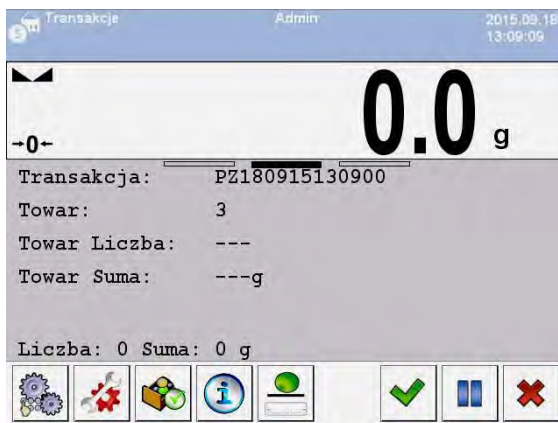 Transakcje Admin 2015.09.18
13:09:09
0.0 g
→0←
Transakcja: PZ180915130900
Towar: 3
Towar Liczba: ---
Towar Suma: ---g
Liczba: 0 Suma: 0 g